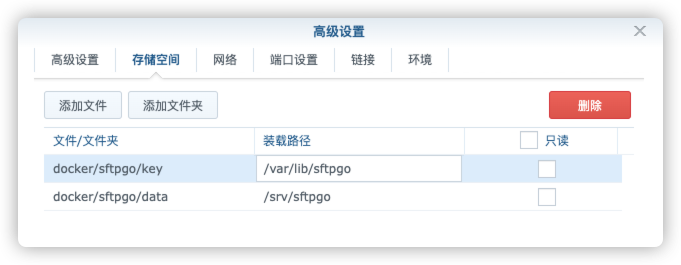 高级设置
高级设置 存储空间 网络 端口设置 链接 环境
添加文件 添加文件夹 删除
文件/文件夹 装载路径 只读
docker/sftpgo/key /var/lib/sftpgo
docker/sftpgo/data /srv/sftpgo